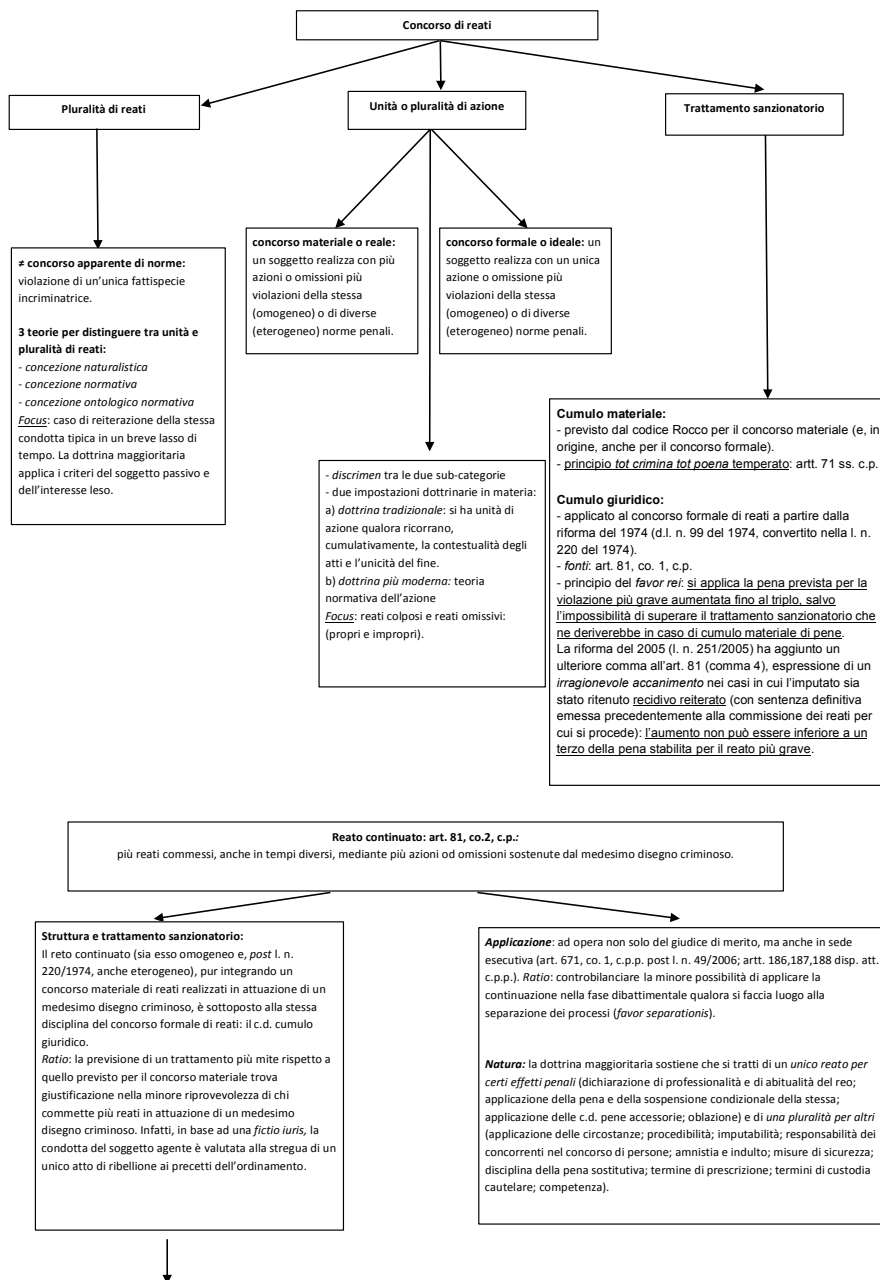 Concorso di reati
Pluralità di reati
Unità o pluralità di azione
Trattamento sanzionatorio
≠ concorso apparente di norme:
violazione di un'unica fattispecie
incriminatrice.
3 teorie per distinguere tra unità e
pluralità di reati:
- concezione naturalistica
- concezione normativa
- concezione ontologico normativa
Focus: caso di reiterazione della stessa
condotta tipica in un breve lasso di
tempo. La dottrina maggioritaria
applica i criteri del soggetto passivo e
dell'interesse leso.
concorso materiale o reale:
un soggetto realizza con più
azioni o omissioni più
violazioni della stessa
(omogeneo) o di diverse
(eterogeneo) norme penali.
concorso formale o ideale: un
soggetto realizza con un unica
azione o omissione più
violazioni della stessa
(omogeneo) o di diverse
(eterogeneo) norme penali.
- discrimen tra le due sub-categorie
- due impostazioni dottrinarie in materia:
a) dottrina tradizionale: si ha unità di
azione qualora ricorrano,
cumulativamente, la contestualità degli
atti e l'unicità del fine.
b) dottrina più moderna: teoria
normativa dell'azione
Focus: reati colposi e reati omissivi:
(propri e impropri).
Cumulo materiale:
- previsto dal codice Rocco per il concorso materiale (e, in
origine, anche per il concorso formale).
- principio tot crimina tot poena temperato: artt. 71 ss. c.p.
Cumulo giuridico:
- applicato al concorso formale di reati a partire dalla
riforma del 1974 (d.l. n. 99 del 1974, convertito nella l. n.
220 del 1974).
- fonti: art. 81, co. 1, c.p.
- principio del favor rei: si applica la pena prevista per la
violazione più grave aumentata fino al triplo, salvo
l'impossibilità di superare il trattamento sanzionatorio che
ne deriverebbe in caso di cumulo materiale di pene.
La riforma del 2005 (l. n. 251/2005) ha aggiunto un
ulteriore comma all'art. 81 (comma 4), espressione di un
irragionevole accanimento nei casi in cui l'imputato sia
stato ritenuto recidivo reiterato (con sentenza definitiva
emessa precedentemente alla commissione dei reati per
cui si procede): l'aumento non può essere inferiore a un
terzo della pena stabilita per il reato più grave.
Reato continuato: art. 81, co.2, c.p.:
più reati commessi, anche in tempi diversi, mediante più azioni od omissioni sostenute dal medesimo disegno criminoso.
Struttura e trattamento sanzionatorio:
Il reto continuato (sia esso omogeneo e, post l. n.
220/1974, anche eterogeneo), pur integrando un
concorso materiale di reati realizzati in attuazione di un
medesimo disegno criminoso, è sottoposto alla stessa
disciplina del concorso formale di reati: il c.d. cumulo
giuridico.
Ratio: la previsione di un trattamento più mite rispetto a
quello previsto per il concorso materiale trova
giustificazione nella minore riprovevolezza di chi
commette più reati in attuazione di un medesimo
disegno criminoso. Infatti, in base ad una fictio iuris, la
condotta del soggetto agente è valutata alla stregua di un
unico atto di ribellione ai precetti dell'ordinamento.
Applicazione: ad opera non solo del giudice di merito, ma anche in sede
esecutiva (art. 671, co. 1, c.p.p. post l. n. 49/2006; artt. 186,187,188 disp. att.
c.p.p.). Ratio: controbilanciare la minore possibilità di applicare la
continuazione nella fase dibattimentale qualora si faccia luogo alla
separazione dei processi (favor separationis).
Natura: la dottrina maggioritaria sostiene che si tratti di un unico reato per
certi effetti penali (dichiarazione di professionalità e di abitualità del reo;
applicazione della pena e della sospensione condizionale della stessa;
applicazione delle c.d. pene accessorie; oblazione) e di una pluralità per altri
(applicazione delle circostanze; procedibilità; imputabilità; responsabilità dei
concorrenti nel concorso di persone; amnistia e indulto; misure di sicurezza;
disciplina della pena sostitutiva; termine di prescrizione; termini di custodia
cautelare; competenza).